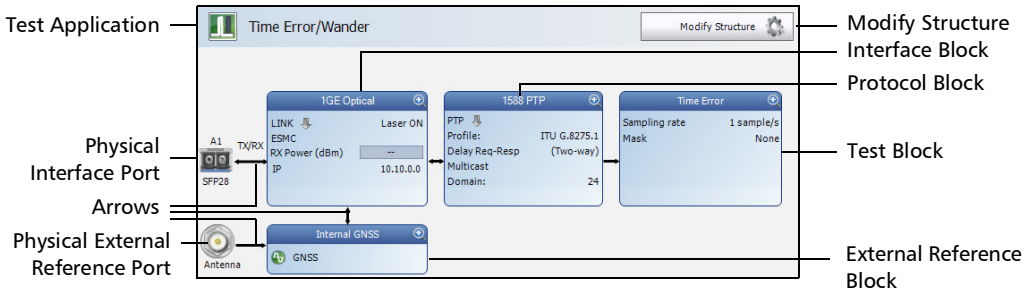 Test Application
Time Error/Wander
Modify Structure
Modify Structure
Interface Block
Protocol Block
1GE Optical
1588 PTP
Time Error
LINK Laser ON
ESMC
RX Power (dBm) --
IP 10.10.0.0
PTP
Profile: ITU G.8275.1
Delay Req-Resp (Two-way)
Multicast
Domain: 24
Sampling rate 1 sample/s
Mask None
A1
TX/RX
SFP28
Physical
Interface Port
Test Block
Arrows
Internal GNSS
GNSS
Antenna
Physical External
Reference Port
External Reference
Block